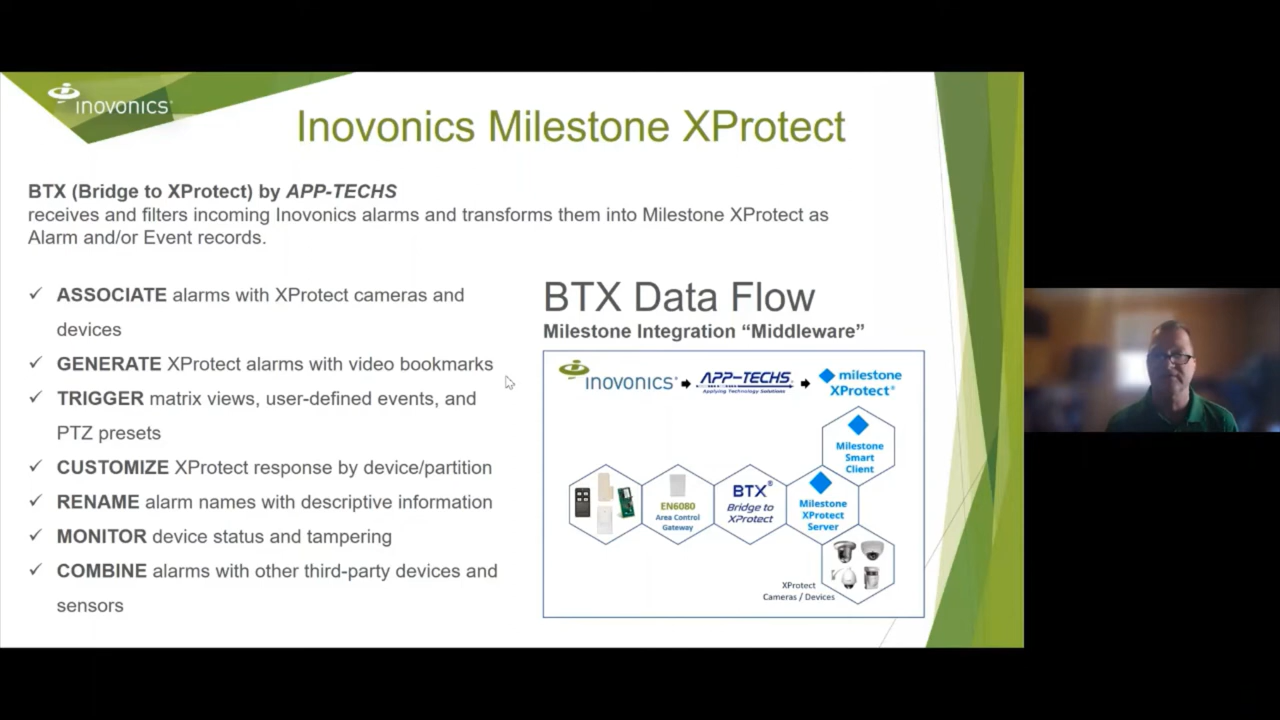 inovonics
Inovonics Milestone XProtect
BTX (Bridge to XProtect) by APP-TECHS
receives and filters incoming Inovonics alarms and transforms them into Milestone XProtect as
Alarm and/or Event records.
✓ ASSOCIATE alarms with XProtect cameras and
devices
✓ GENERATE XProtect alarms with video bookmarks
✓ TRIGGER matrix views, user-defined events, and
PTZ presets
✓ CUSTOMIZE XProtect response by device/partition
✓ RENAME alarm names with descriptive information
✓ MONITOR device status and tampering
✓ COMBINE alarms with other third-party devices and
sensors
BTX Data Flow
Milestone Integration “Middleware”
inovonics
APP-TECHS
Applying Technology Solutions
milestone
XProtect®
Milestone
Smart
Client
EN6080
Area Control
Gateway
BTX®
Bridge to
XProtect
Milestone
XProtect
Server
XProtect
Cameras / Devices